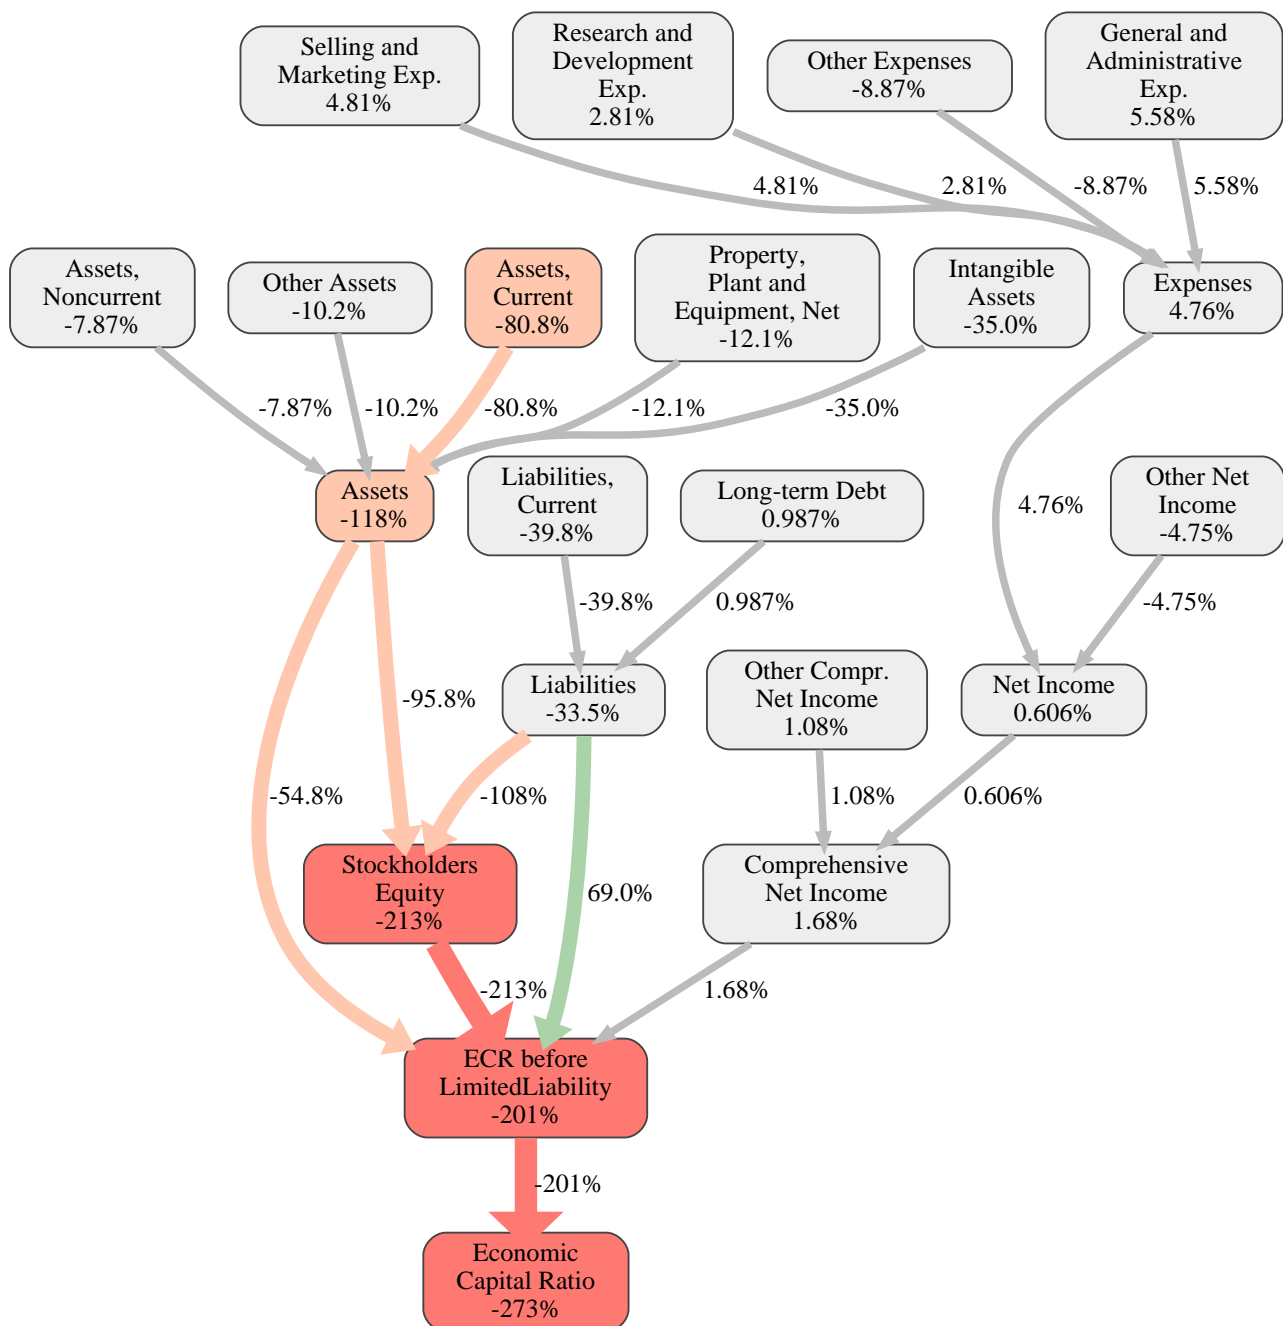 Selling and
Marketing Exp.
4.81%
Research and
Development
Exp.
2.81%
Other Expenses
-8.87%
General and
Administrative
Exp.
5.58%
4.81%
2.81%
-8.87%
5.58%
Assets,
Noncurrent
-7.87%
Other Assets
-10.2%
Assets,
Current
-80.8%
Property,
Plant and
Equipment, Net
-12.1%
Intangible
Assets
-35.0%
Expenses
4.76%
-7.87%
-10.2%
-80.8%
-12.1%
-35.0%
Assets
-118%
Liabilities,
Current
-39.8%
Long-term Debt
0.987%
4.76%
Other Net
Income
-4.75%
-39.8%
0.987%
-4.75%
-95.8%
Liabilities
-33.5%
Other Compr.
Net Income
1.08%
Net Income
0.606%
-54.8%
-108%
1.08%
0.606%
Stockholders
Equity
-213%
69.0%
Comprehensive
Net Income
1.68%
-213%
1.68%
ECR before
LimitedLiability
-201%
-201%
Economic
Capital Ratio
-273%